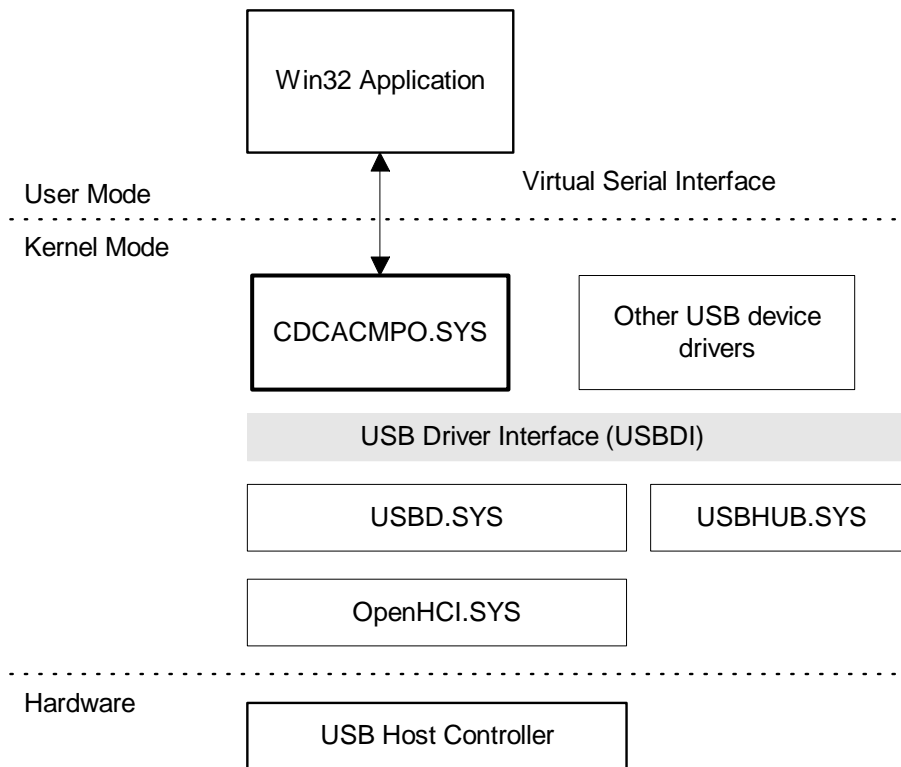 Win32 Application
Virtual Serial Interface
User Mode
Kernel Mode
CDCACMPO.SYS
Other USB device
drivers
USB Driver Interface (USBDI)
USBD.SYS
USBHUB.SYS
OpenHCI.SYS
Hardware
USB Host Controller